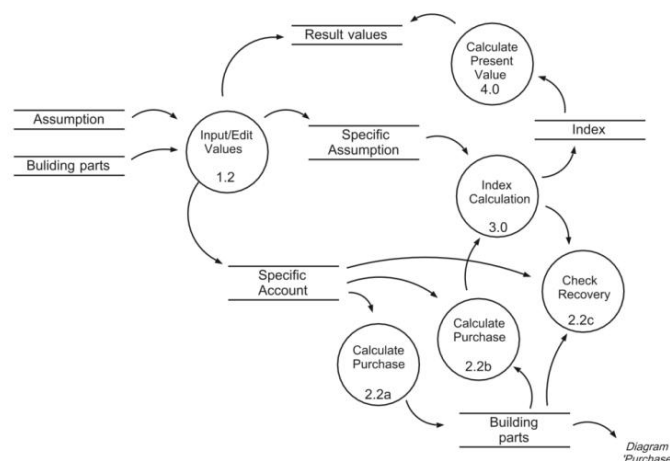 Result values
Calculate
Present
Value
4.0
Assumption
Input/Edit
Values
1.2
Specific
Assumption
Index
Buliding parts
Index
Calculation
3.0
Specific
Account
Check
Recovery
2.2c
Calculate
Purchase
2.2b
Calculate
Purchase
2.2a
Building
parts
Diagram
'Purchase